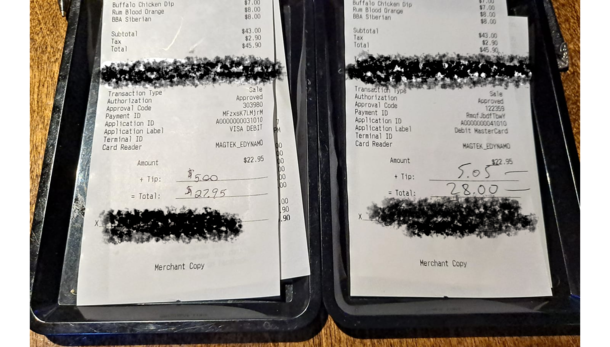 Buffalo Chicken Dip $7.00
Rum Blood Orange $8.00
BBA Siberian $8.00
Subtotal $43.00
Tax $2.90
Total $45.90
Transaction Type Sale
Authorization Approved
Approval Code 303980
Payment ID MFzxsK7LM1rM
Application ID A0000000031010
Application Label VISA DEBIT
Terminal ID
Card Reader MAGTEK_EDYNAMO
Amount $22.95
+ Tip: $5.00
= Total: $27.95
X
Merchant Copy
Buffalo Chicken Dip $7.00
Rum Blood Orange $8.00
BBA Siberian $8.00
Subtotal $43.00
Tax $2.90
Total $45.90
Transaction Type Sale
Authorization Approved
Approval Code 122359
Payment ID
Application ID A0000000041010
Application Label Debit MasterCard
Terminal ID
Card Reader MAGTEK_EDYNAMO
Amount $22.95
+ Tip: 5.05
= Total: 28.00
X
Merchant Copy